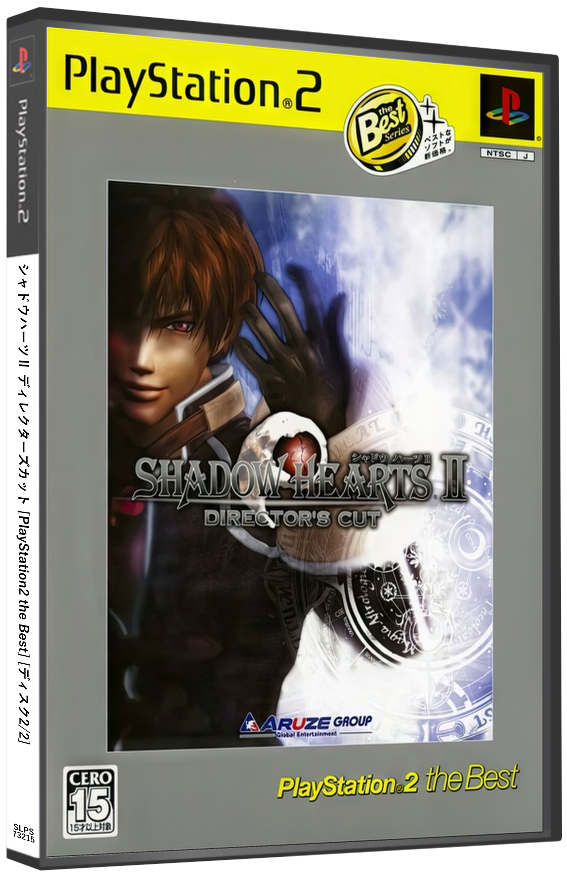 PlayStation®2
the
Best
Series
ベストな
ソフトが
新価格。
NTSC J
シャドウハーツII
SHADOW HEARTS II
DIRECTOR'S CUT
ARUZE GROUP
Global Entertainment
CERO
15
15才以上対象
PlayStation®2 the Best
PlayStation®2
シャドウハーツII ディレクターズカット [PlayStation2 the Best] [ディスク2/2]
SLPS
73215